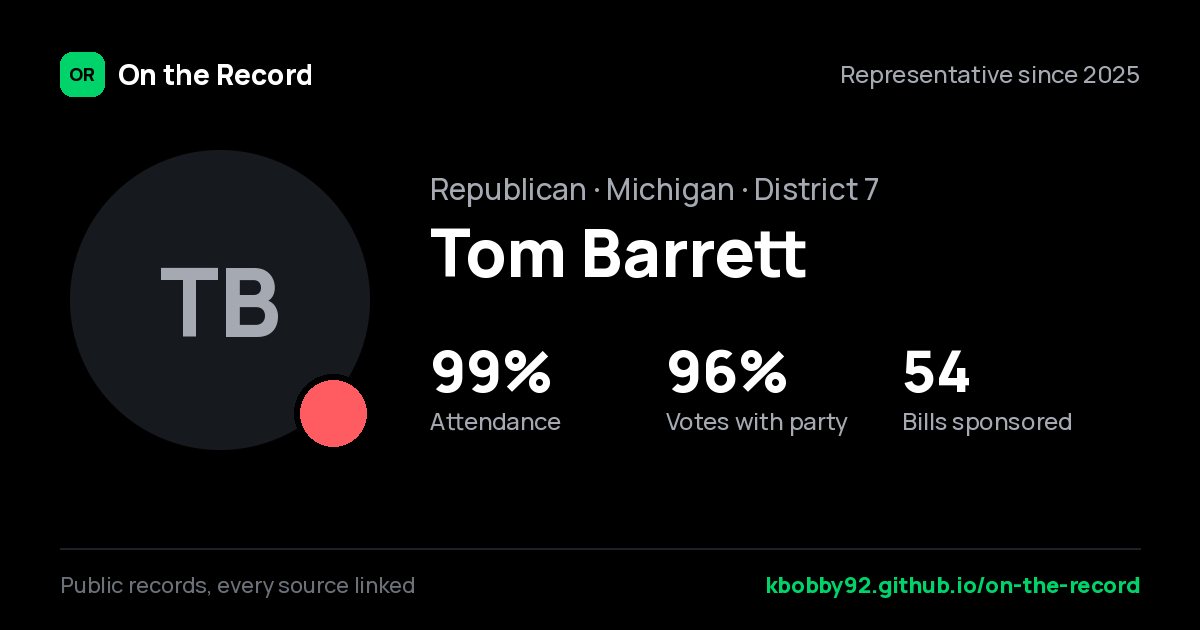 OR On the Record
Representative since 2025
Republican · Michigan · District 7
Tom Barrett
TB
99%
Attendance
96%
Votes with party
54
Bills sponsored
Public records, every source linked
kbobby92.github.io/on-the-record